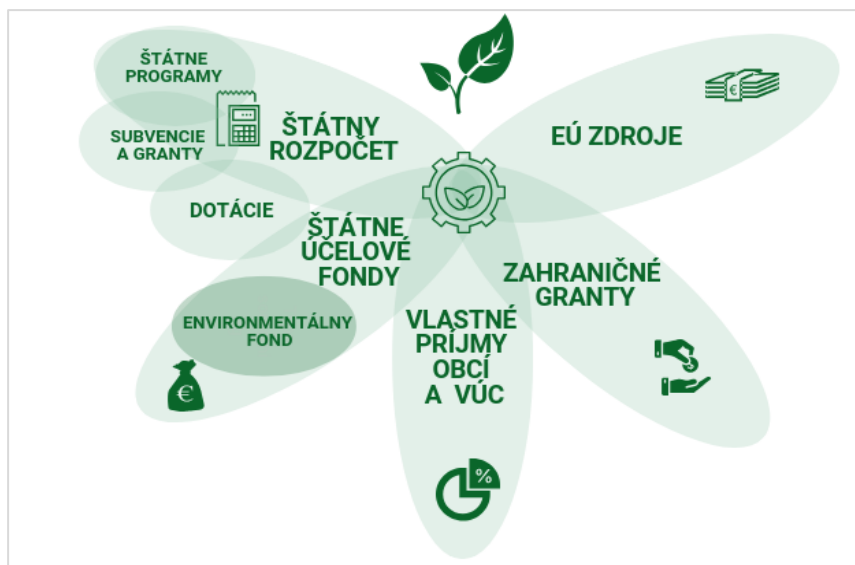 ŠTÁTNE
PROGRAMY
SUBVENCIE
A GRANTY
DOTÁCIE
ŠTÁTNY
ROZPOČET
EÚ ZDROJE
€
ŠTÁTNE
ÚČELOVÉ
FONDY
ENVIRONMENTÁLNY
FOND
€
VLASTNÉ
PRÍJMY
OBCÍ
A VÚC
%
ZAHRANIČNÉ
GRANTY